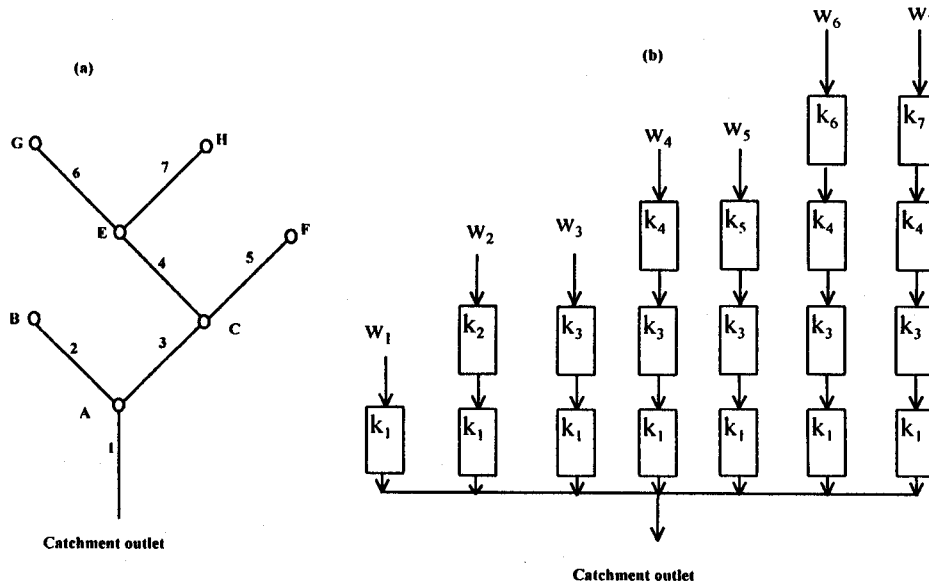 (a)
G
H
6
7
E
F
4
5
B
C
2
3
A
1
Catchment outlet
(b)
W6
W4
W5
k6
k7
W2
W3
k4
k5
k4
k4
W1
k2
k3
k3
k3
k3
k3
k1
k1
k1
k1
k1
k1
k1
Catchment outlet